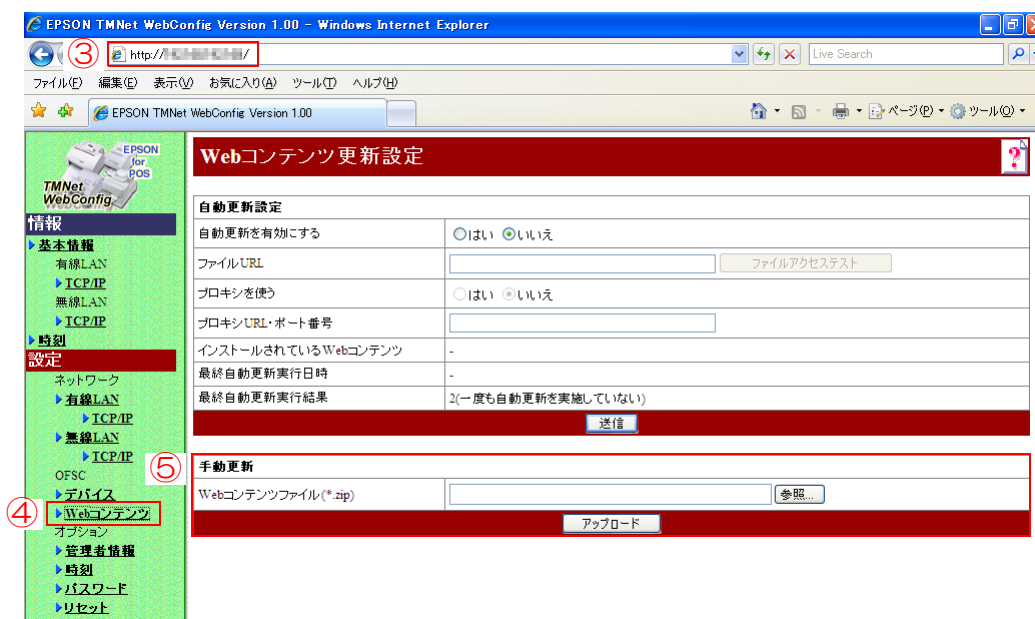 EPSON TMNet WebConfig Version 1.00 - Windows Internet Explorer
③ http:// /
Live Search
ファイル(F) 編集(E) 表示(V) お気に入り(A) ツール(T) ヘルプ(H)
EPSON TMNet WebConfig Version 1.00
ページ(P) ツール(O)
EPSON
for
POS
TMNet
WebConfig
Webコンテンツ更新設定
?
情報
基本情報
有線LAN
TCP/IP
無線LAN
TCP/IP
時刻
設定
ネットワーク
有線LAN
TCP/IP
無線LAN
TCP/IP
OFSC
デバイス
④ Webコンテンツ
オプション
管理者情報
時刻
パスワード
リセット
自動更新設定
自動更新を有効にする はい いいえ
ファイルURL ファイルアクセステスト
プロキシを使う はい いいえ
プロキシURL・ポート番号
インストールされているWebコンテンツ -
最終自動更新実行日時 -
最終自動更新実行結果 2(一度も自動更新を実施していない)
送信
⑤ 手動更新
Webコンテンツファイル(*.zip) 参照...
アップロード